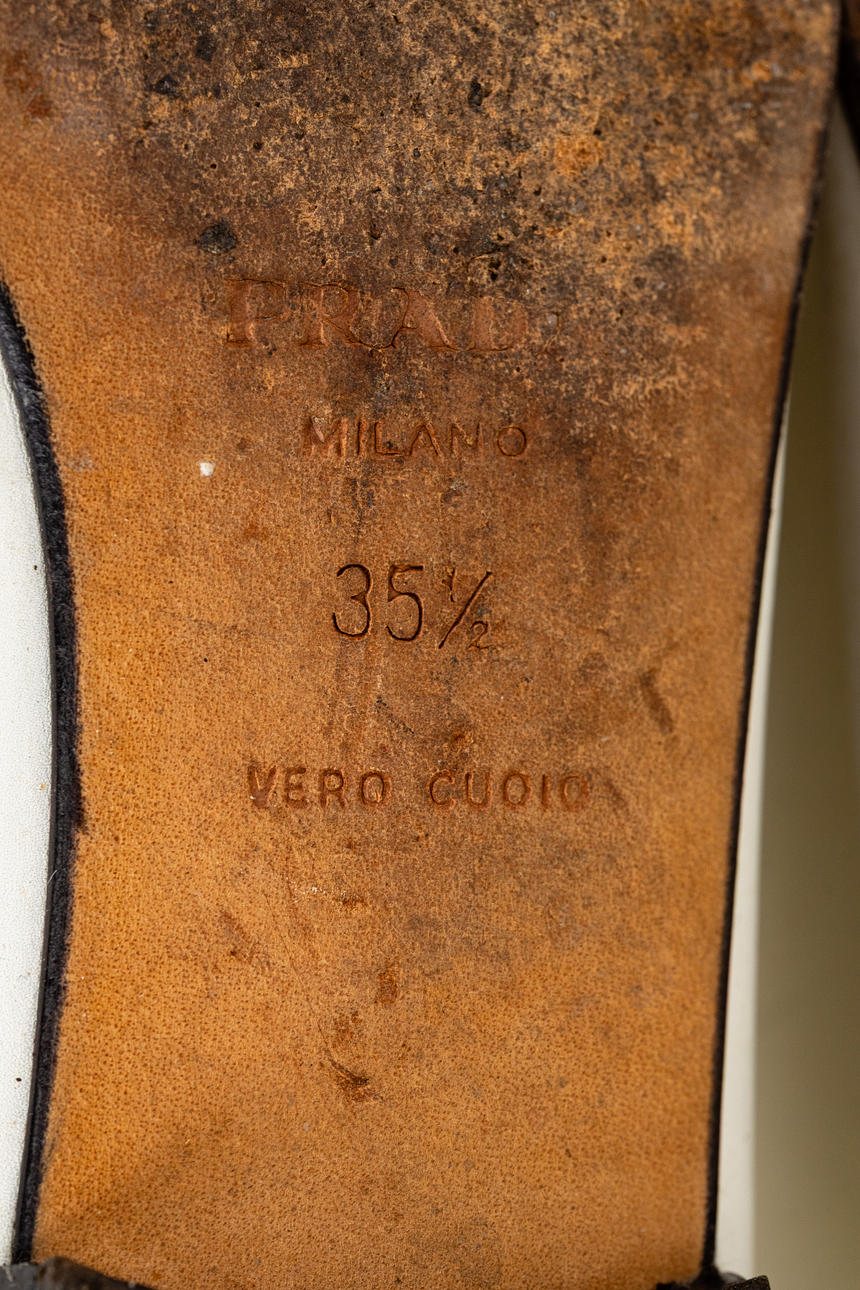 PRADA
MILANO
35½
VERO CUOIO